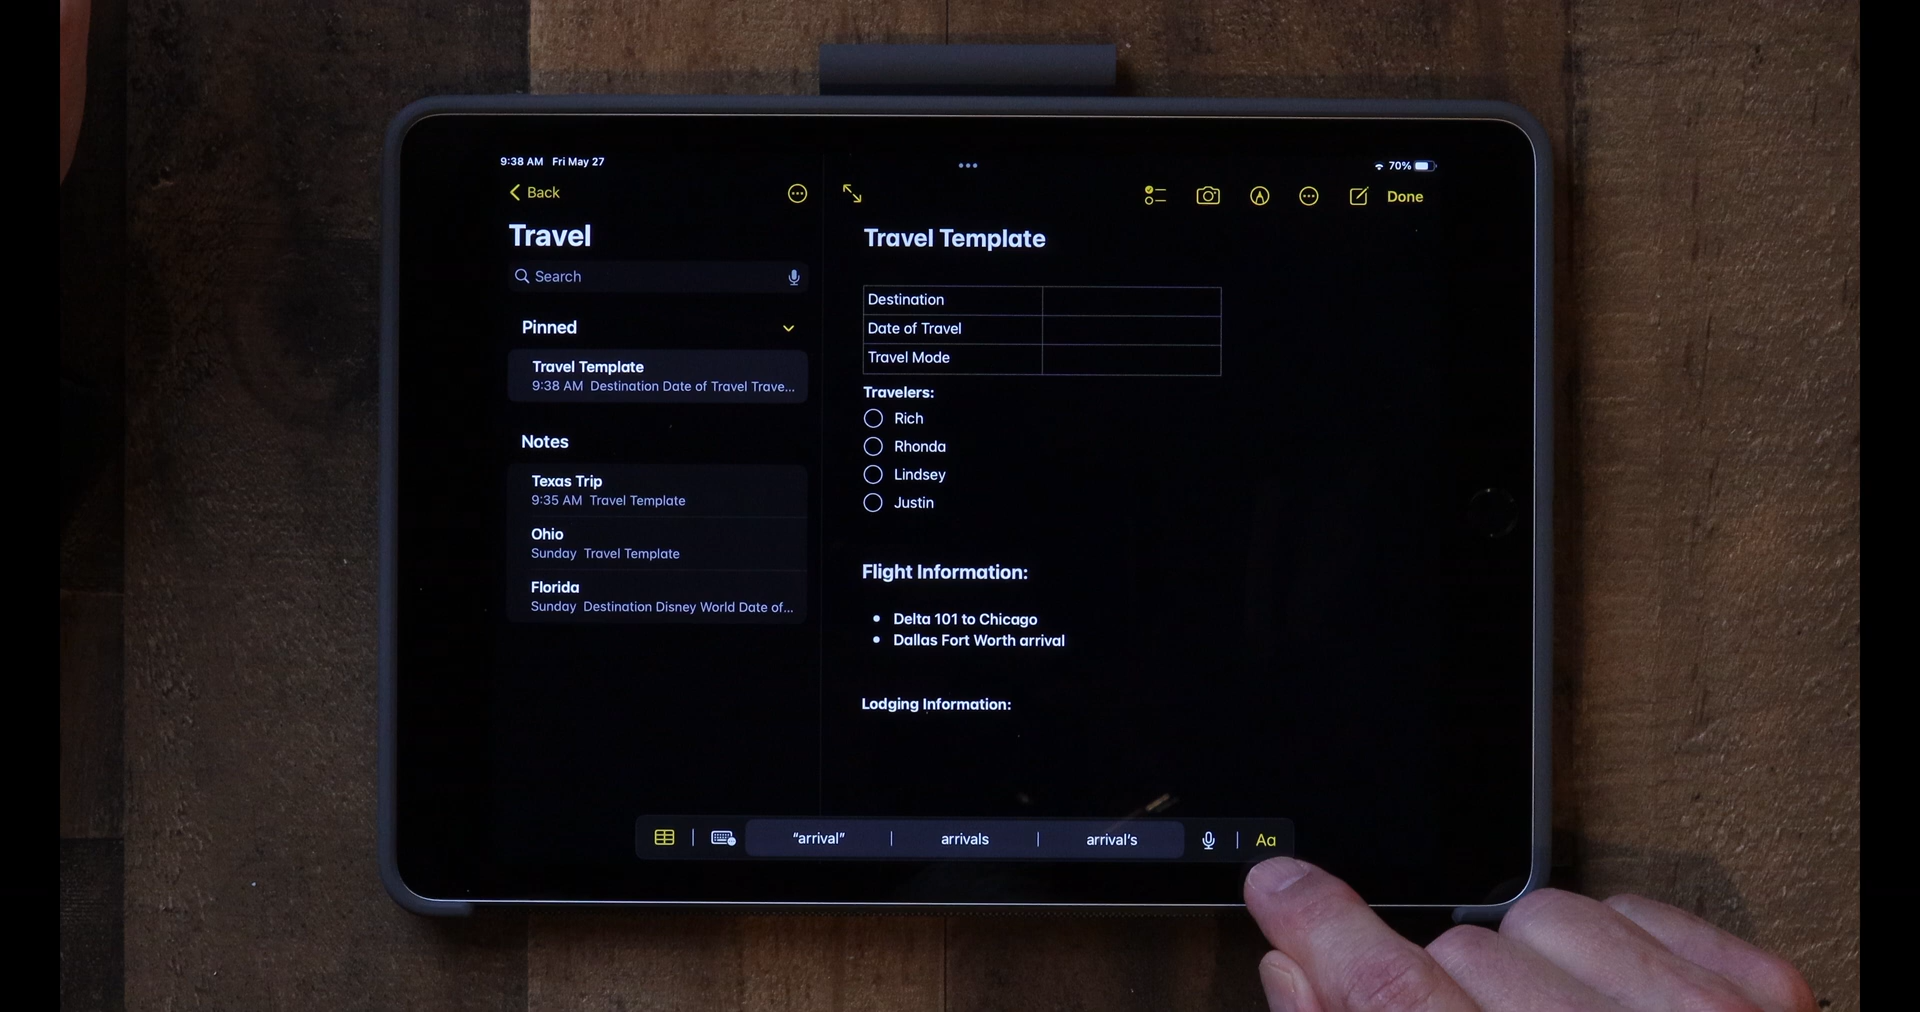 9:38 AM Fri May 27
70%
Back
Done
Travel
Search
Pinned
Travel Template
9:38 AM Destination Date of Travel Trave...
Notes
Texas Trip
9:35 AM Travel Template
Ohio
Sunday Travel Template
Florida
Sunday Destination Disney World Date of...
Travel Template
Destination
Date of Travel
Travel Mode
Travelers:
Rich
Rhonda
Lindsey
Justin
Flight Information:
• Delta 101 to Chicago
• Dallas Fort Worth arrival
Lodging Information:
"arrival" arrivals arrival's Aa